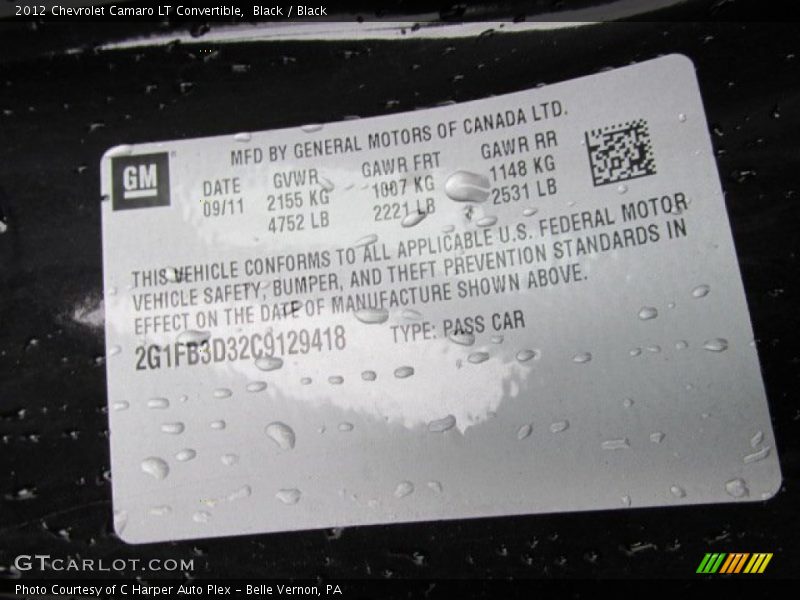 2012 Chevrolet Camaro LT Convertible, Black / Black
GM
MFD BY GENERAL MOTORS OF CANADA LTD.
DATE GVWR GAWR FRT GAWR RR
09/11 2155 KG 1007 KG 1148 KG
4752 LB 2221 LB 2531 LB
THIS VEHICLE CONFORMS TO ALL APPLICABLE U.S. FEDERAL MOTOR
VEHICLE SAFETY, BUMPER, AND THEFT PREVENTION STANDARDS IN
EFFECT ON THE DATE OF MANUFACTURE SHOWN ABOVE.
2G1FB3D32C9129418 TYPE: PASS CAR
GTCARLOT.COM
Photo Courtesy of C Harper Auto Plex - Belle Vernon, PA